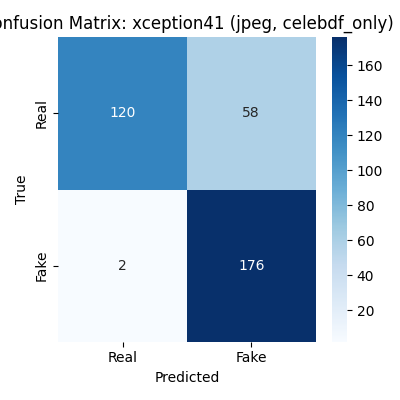 onfusion Matrix: xception41 (jpeg, celebdf_only)
Real
120
58
True
Fake
2
176
Real
Fake
Predicted
160
140
120
100
80
60
40
20